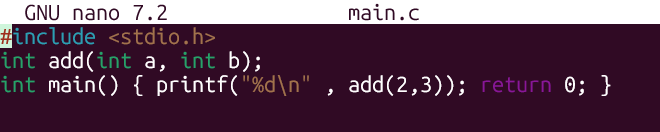 GNU nano 7.2 main.c
#include <stdio.h>
int add(int a, int b);
int main() { printf("%d\n" , add(2,3)); return 0; }